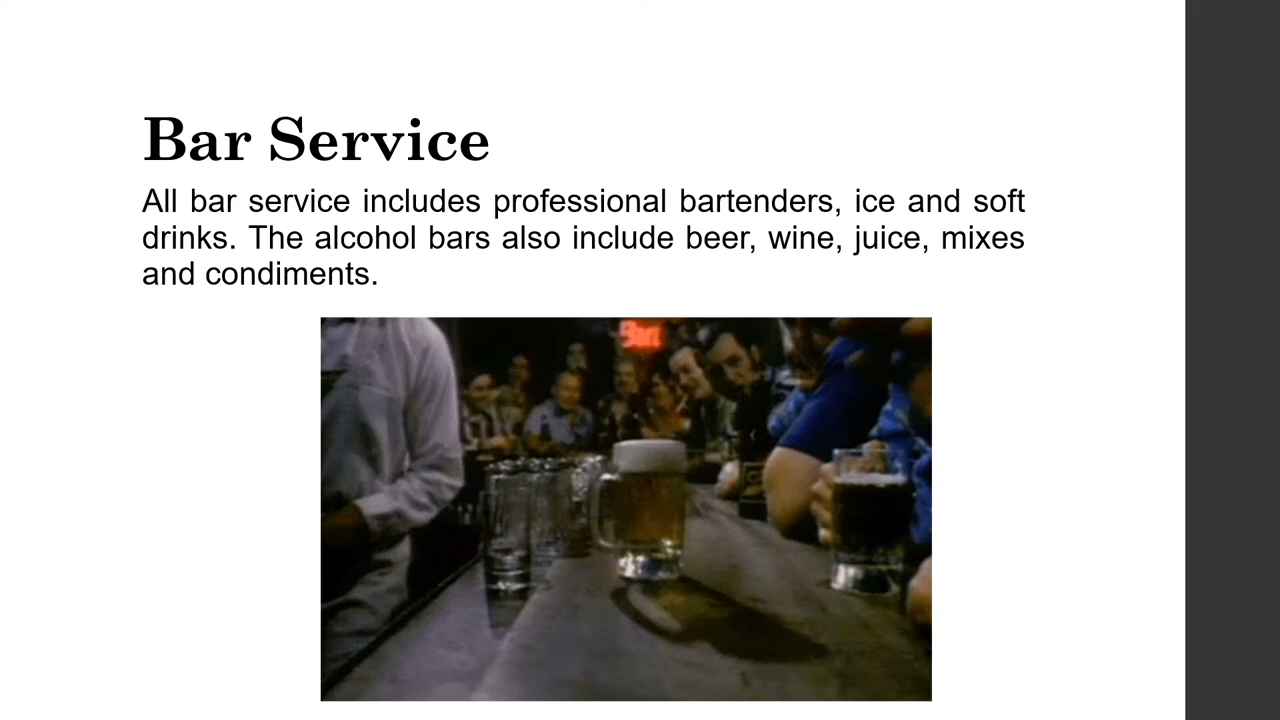 Bar Service
All bar service includes professional bartenders, ice and soft
drinks. The alcohol bars also include beer, wine, juice, mixes
and condiments.